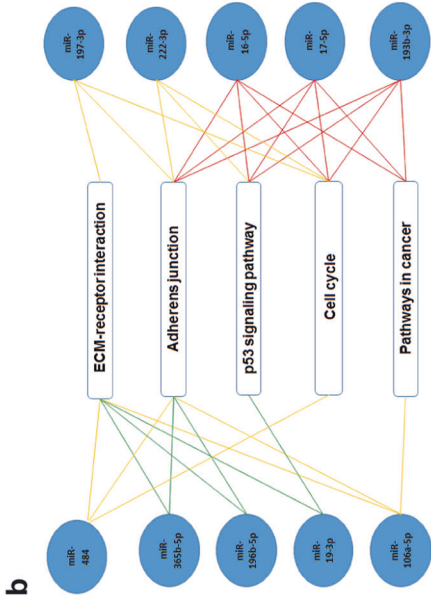 b
miR-
484
miR-
365b-5p
miR-
196b-5p
miR-
19-3p
miR-
106a-5p
ECM-receptor interaction
Adherens junction
p53 signaling pathway
Cell cycle
Pathways in cancer
miR-
197-3p
miR-
222-3p
miR-
16-5p
miR-
17-5p
miR-
193b-3p